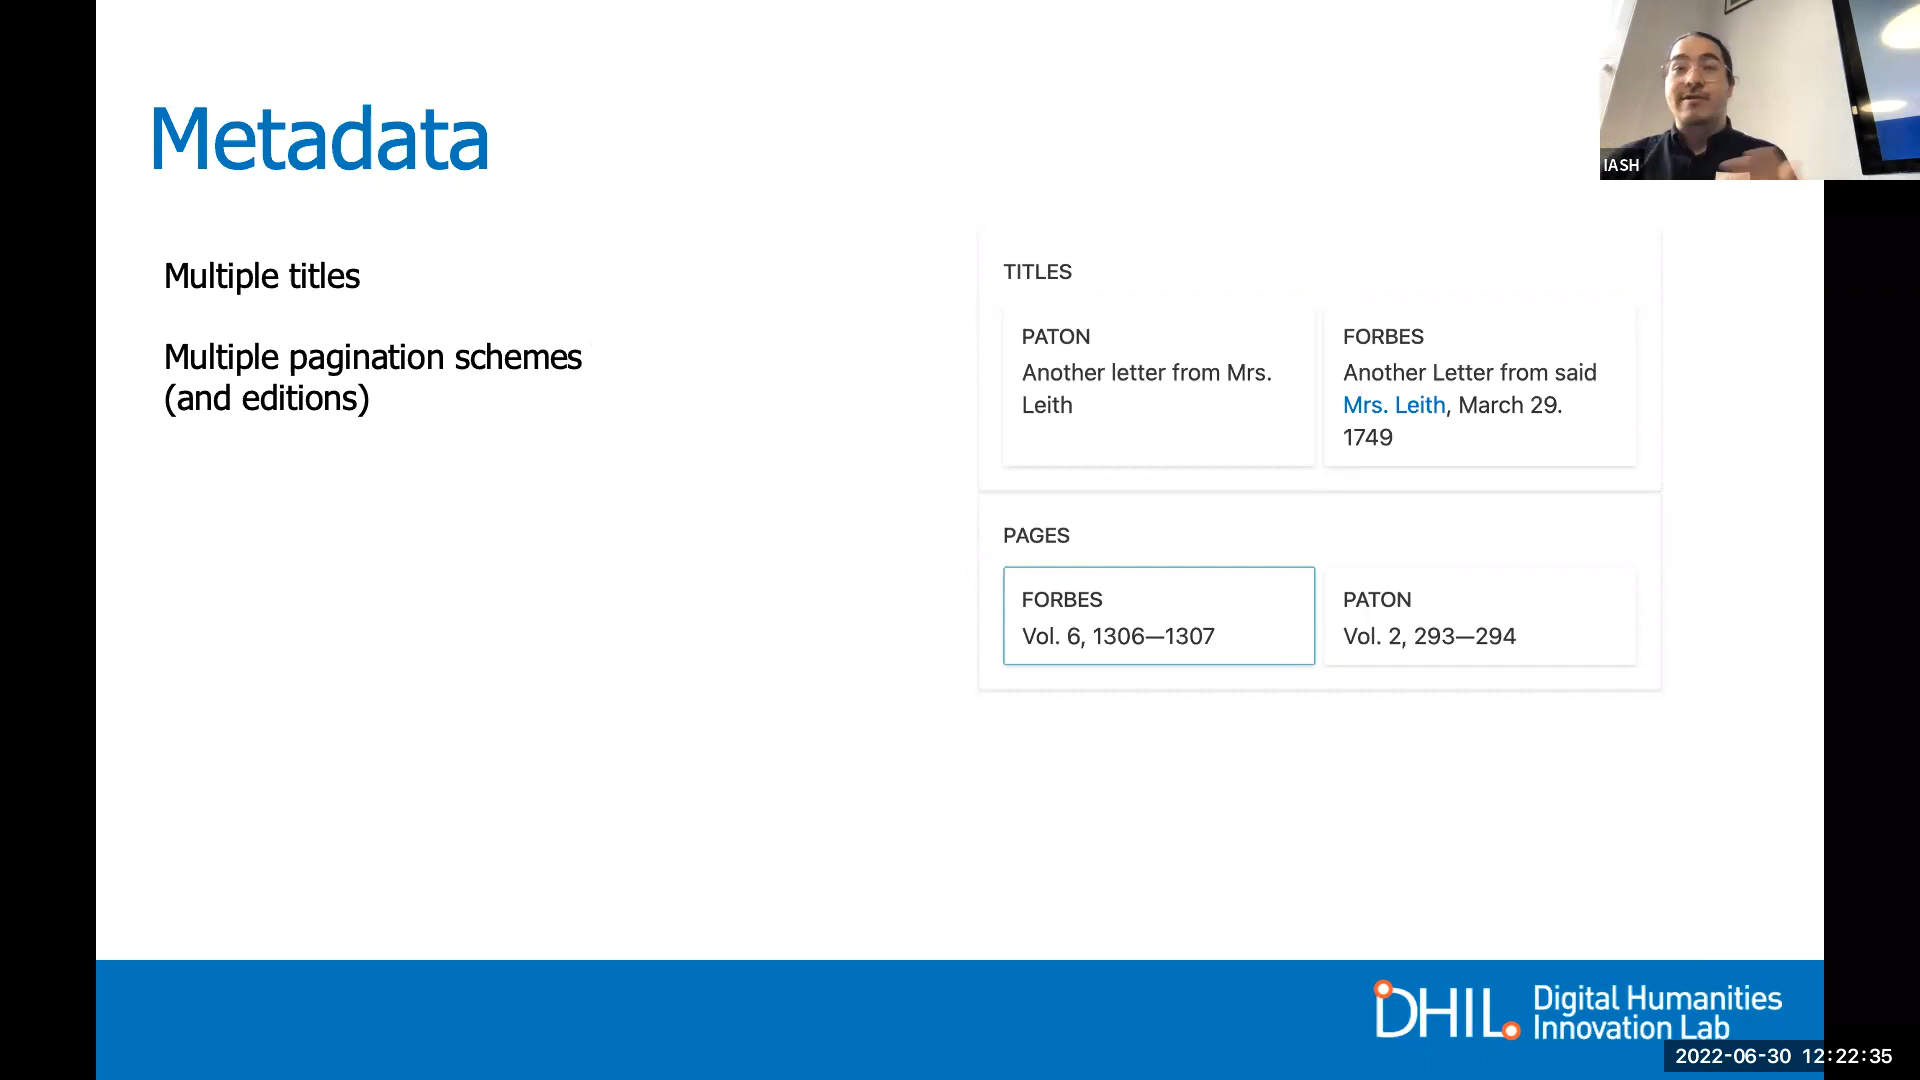 Metadata
IASH
Multiple titles
Multiple pagination schemes
(and editions)
TITLES
PATON
Another letter from Mrs.
Leith
FORBES
Another Letter from said
Mrs. Leith, March 29.
1749
PAGES
FORBES
Vol. 6, 1306—1307
PATON
Vol. 2, 293—294
DHIL
Digital Humanities
Innovation Lab
2022-06-30 12:22:35